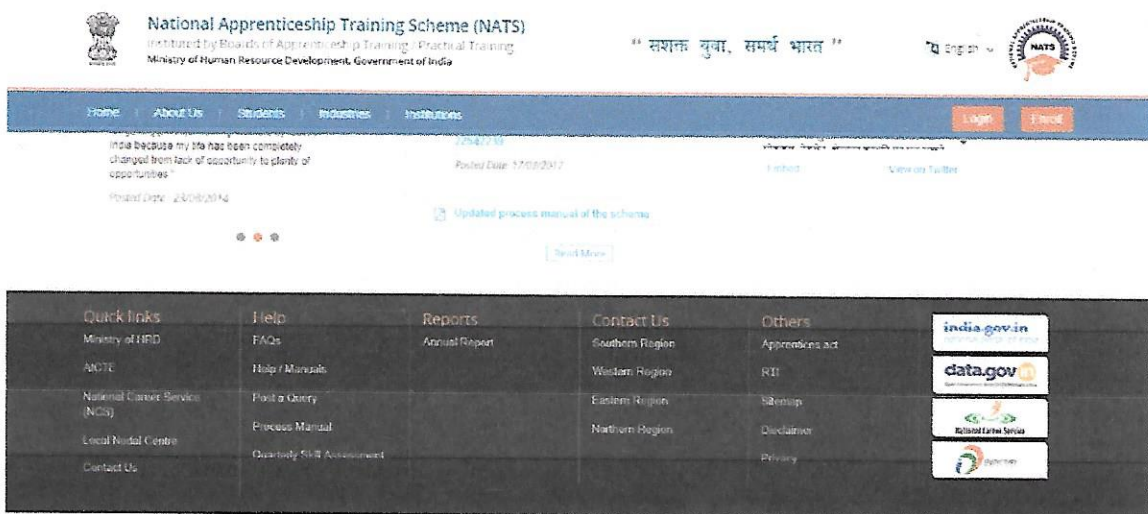 National Apprenticeship Training Scheme (NATS)
Instituted by Boards of Apprenticeship Training / Practical Training
Ministry of Human Resource Development, Government of India
“ सशक्त युवा, समर्थ भारत ”
English
NATS
Home
About Us
Students
Industries
Institutions
Login
Enroll
India because my life has been completely
changed from lack of opportunity to plenty of
opportunities "
Posted Date : 23/08/2014
Posted Date: 17/03/2017
Updated process manual of the scheme
Read More
Embed
View on Twitter
Quick links
Ministry of HRD
AICTE
National Career Service
(NCS)
Local Nodal Centre
Contact Us
Help
FAQs
Help / Manuals
Post a Query
Process Manual
Quarterly Skill Assessment
Reports
Annual Report
Contact Us
Southern Region
Western Region
Eastern Region
Northern Region
Others
Apprentices act
RTI
Sitemap
Disclaimer
Privacy
india.gov.in
data.gov in
National Career Service